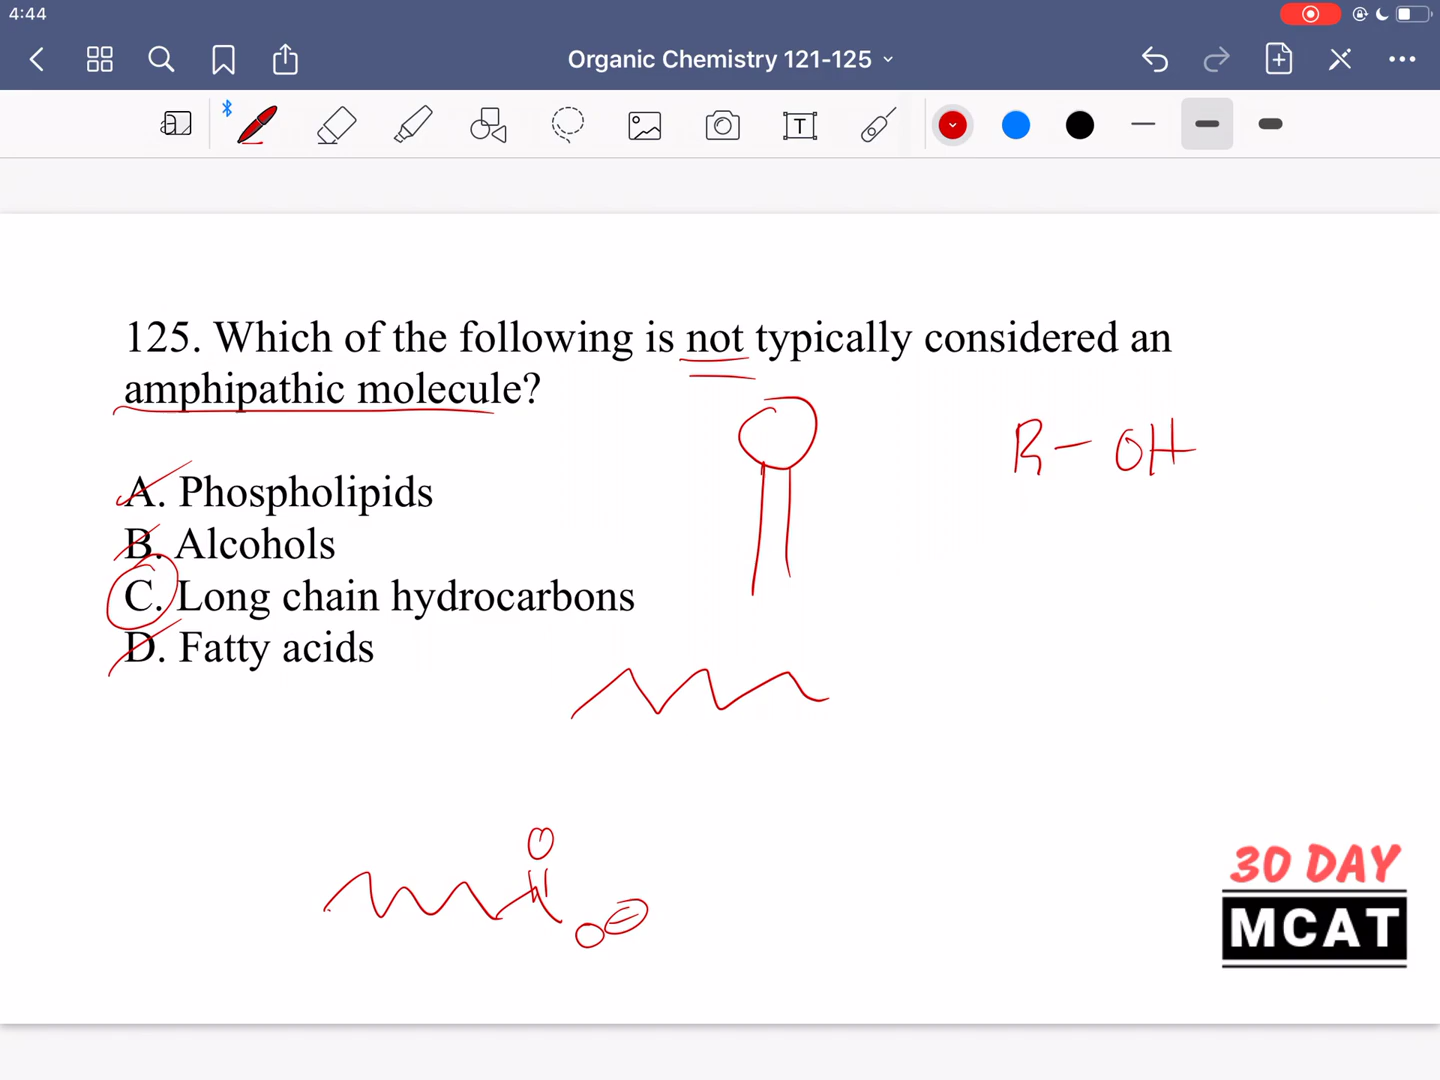 4:44
Organic Chemistry 121-125
T
125. Which of the following is not typically considered an
amphipathic molecule?
R - OH
A. Phospholipids
B. Alcohols
C. Long chain hydrocarbons
D. Fatty acids
O
O⊖
30 DAY
MCAT